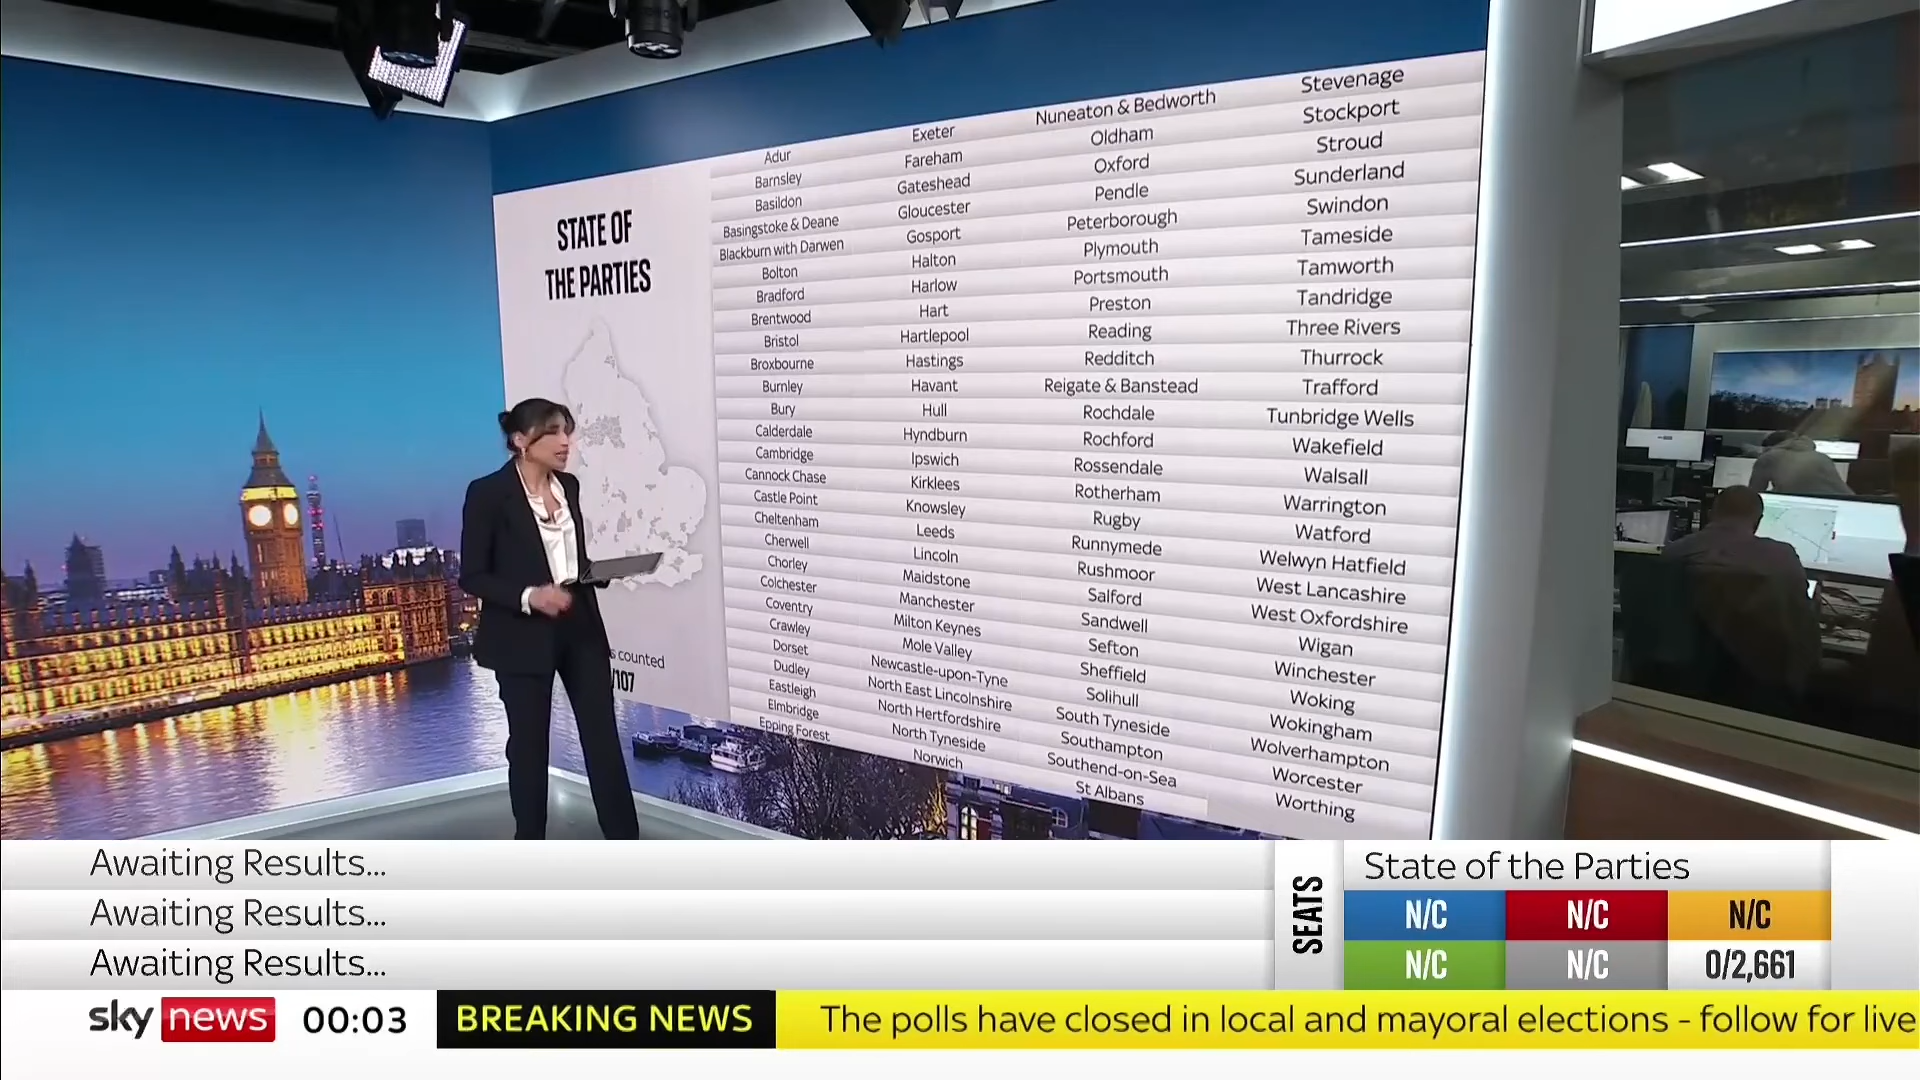 STATE OF
THE PARTIES
s counted
/107
Adur
Barnsley
Basildon
Basingstoke & Deane
Blackburn with Darwen
Bolton
Bradford
Brentwood
Bristol
Broxbourne
Burnley
Bury
Calderdale
Cambridge
Cannock Chase
Castle Point
Cheltenham
Cherwell
Chorley
Colchester
Coventry
Crawley
Dorset
Dudley
Eastleigh
Elmbridge
Epping Forest
Exeter
Fareham
Gateshead
Gloucester
Gosport
Halton
Harlow
Hart
Hartlepool
Hastings
Havant
Hull
Hyndburn
Ipswich
Kirklees
Knowsley
Leeds
Lincoln
Maidstone
Manchester
Milton Keynes
Mole Valley
Newcastle-upon-Tyne
North East Lincolnshire
North Hertfordshire
North Tyneside
Norwich
Nuneaton & Bedworth
Oldham
Oxford
Pendle
Peterborough
Plymouth
Portsmouth
Preston
Reading
Redditch
Reigate & Banstead
Rochdale
Rochford
Rossendale
Rotherham
Rugby
Runnymede
Rushmoor
Salford
Sandwell
Sefton
Sheffield
Solihull
South Tyneside
Southampton
Southend-on-Sea
St Albans
Stevenage
Stockport
Stroud
Sunderland
Swindon
Tameside
Tamworth
Tandridge
Three Rivers
Thurrock
Trafford
Tunbridge Wells
Wakefield
Walsall
Warrington
Watford
Welwyn Hatfield
West Lancashire
West Oxfordshire
Wigan
Winchester
Woking
Wokingham
Wolverhampton
Worcester
Worthing
Awaiting Results...
Awaiting Results...
Awaiting Results...
SEATS
State of the Parties
N/C N/C N/C
N/C N/C 0/2,661
sky news 00:03 BREAKING NEWS The polls have closed in local and mayoral elections - follow for live